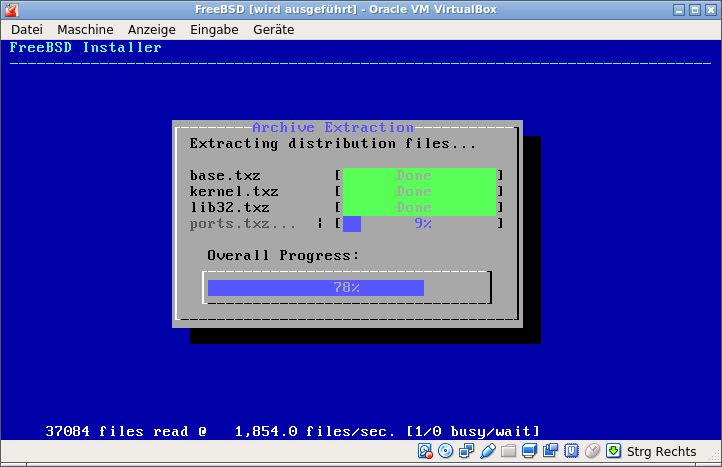 FreeBSD [wird ausgeführt] - Oracle VM VirtualBox
Datei Maschine Anzeige Eingabe Geräte
FreeBSD Installer
Archive Extraction
Extracting distribution files...
base.txz [ Done ]
kernel.txz [ Done ]
lib32.txz [ Done ]
ports.txz... | [ 9% ]
Overall Progress:
78%
37084 files read @ 1,854.0 files/sec. [1/0 busy/wait]
Strg Rechts